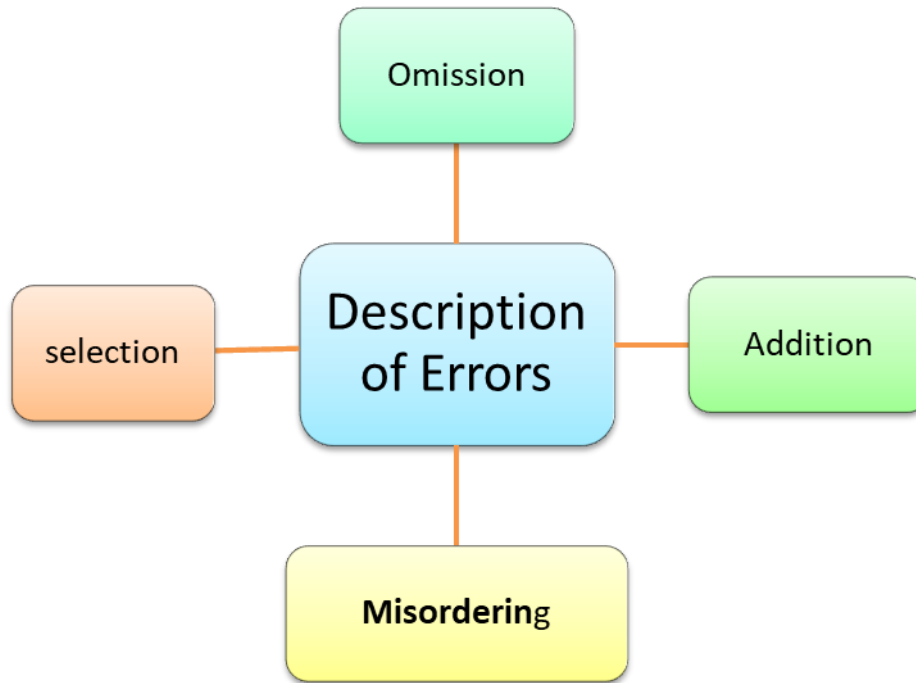 Omission
Description
of Errors
selection
Addition
Misordering